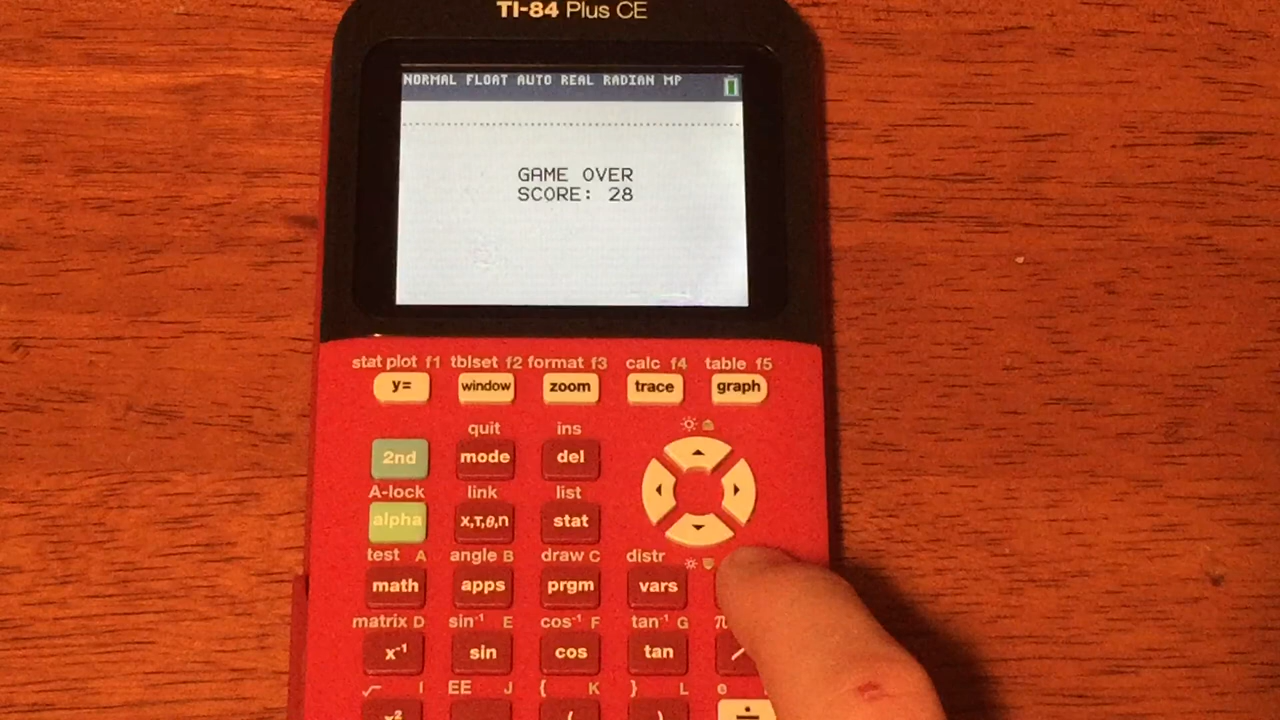 TI-84 Plus CE
NORMAL FLOAT AUTO REAL RADIAN MP
GAME OVER
SCORE: 28
stat plot f1 tblset f2 format f3 calc f4 table f5
y= window zoom trace graph
quit ins
2nd mode del
A-lock link list
alpha X,T,θ,n stat
test A angle B draw C distr
math apps prgm vars
matrix D sin⁻¹ E cos⁻¹ F tan⁻¹ G π
x⁻¹ sin cos tan
√ I EE J { K } L e
x² ( ) ÷